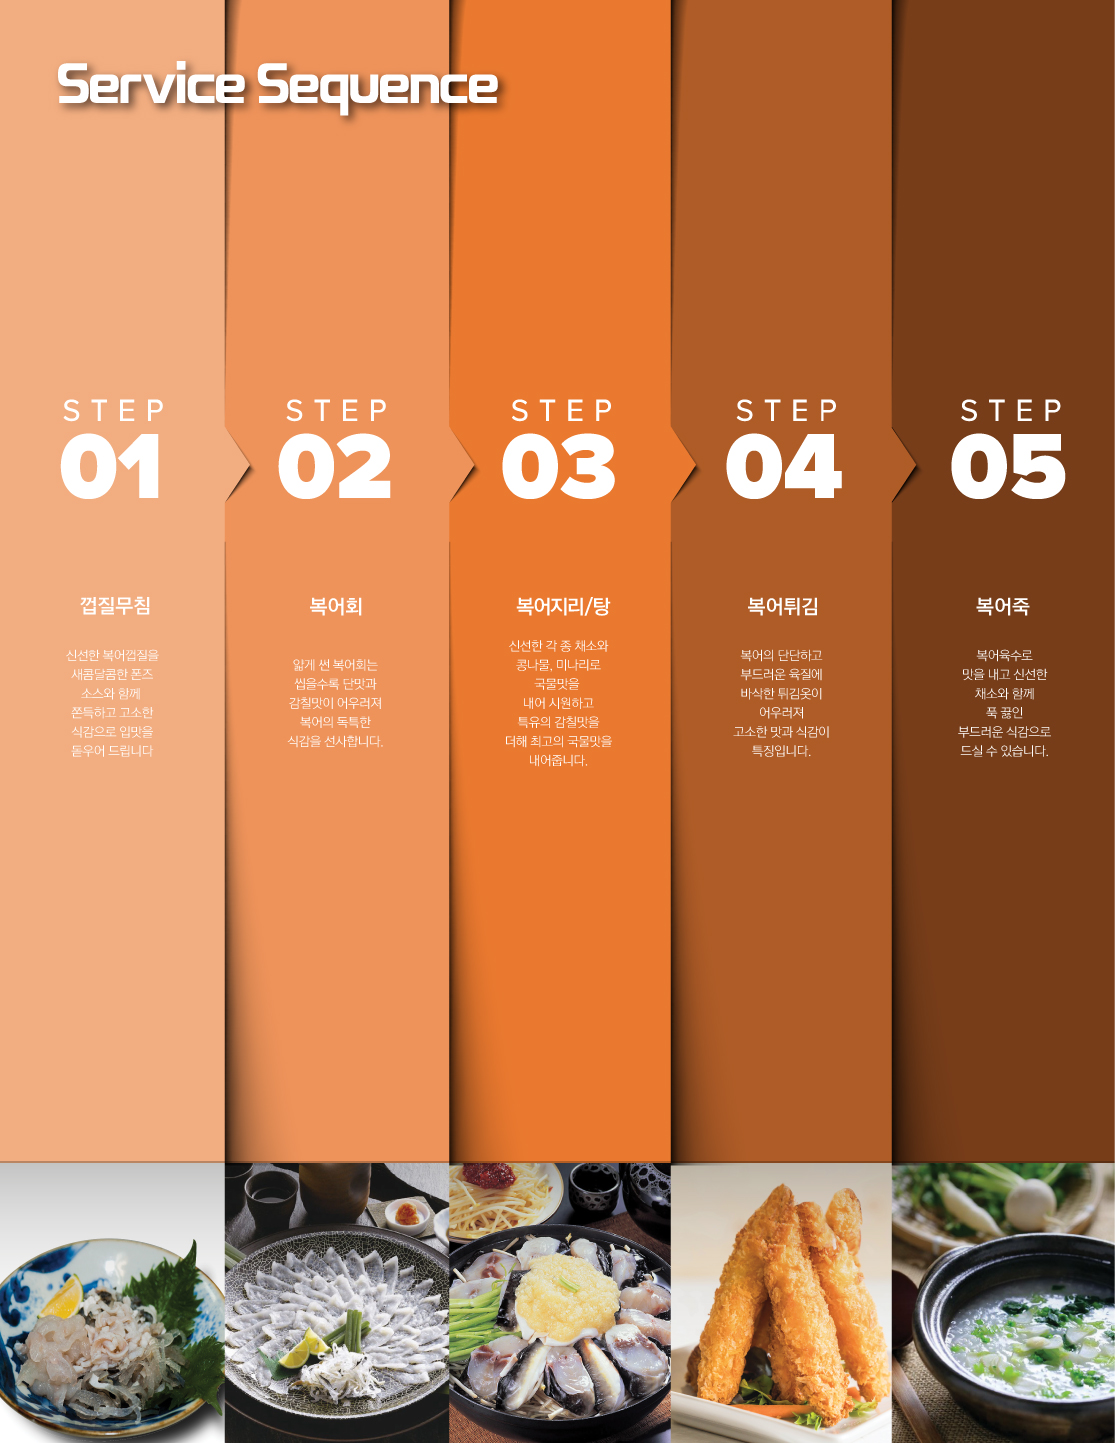 Service Sequence
STEP
01
껍질무침
신선한 복어껍질을
새콤달콤한 폰즈
소스와 함께
쫀득하고 고소한
식감으로 입맛을
돋우어 드립니다
STEP
02
복어회
얇게 썬 복어회는
씹을수록 단맛과
감칠맛이 어우러져
복어의 독특한
식감을 선사합니다.
STEP
03
복어지리/탕
신선한 각 종 채소와
콩나물, 미나리로
국물맛을
내어 시원하고
특유의 감칠맛을
더해 최고의 국물맛을
내어줍니다.
STEP
04
복어튀김
복어의 단단하고
부드러운 육질에
바삭한 튀김옷이
어우러져
고소한 맛과 식감이
특징입니다.
STEP
05
복어죽
복어육수로
맛을 내고 신선한
채소와 함께
푹 끓인
부드러운 식감으로
드실 수 있습니다.